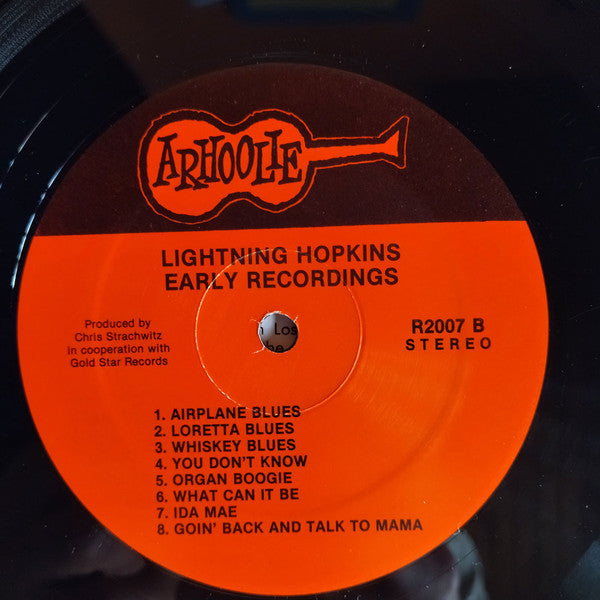 ARHOOLIE
LIGHTNING HOPKINS
EARLY RECORDINGS
Produced by
Chris Strachwitz
in cooperation with
Gold Star Records
Los
R2007 B
STEREO
1. AIRPLANE BLUES
2. LORETTA BLUES
3. WHISKEY BLUES
4. YOU DON'T KNOW
5. ORGAN BOOGIE
6. WHAT CAN IT BE
7. IDA MAE
8. GOIN' BACK AND TALK TO MAMA